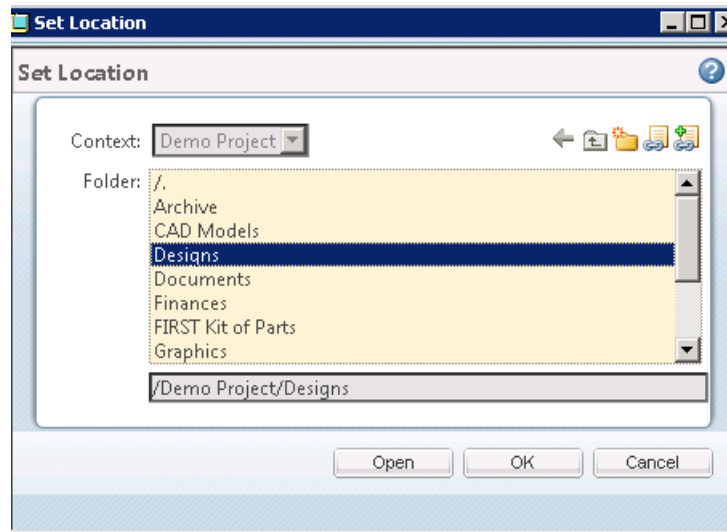 Set Location
Set Location
Context: Demo Project
Folder: /.
Archive
CAD Models
Designs
Documents
Finances
FIRST Kit of Parts
Graphics
/Demo Project/Designs
Open OK Cancel